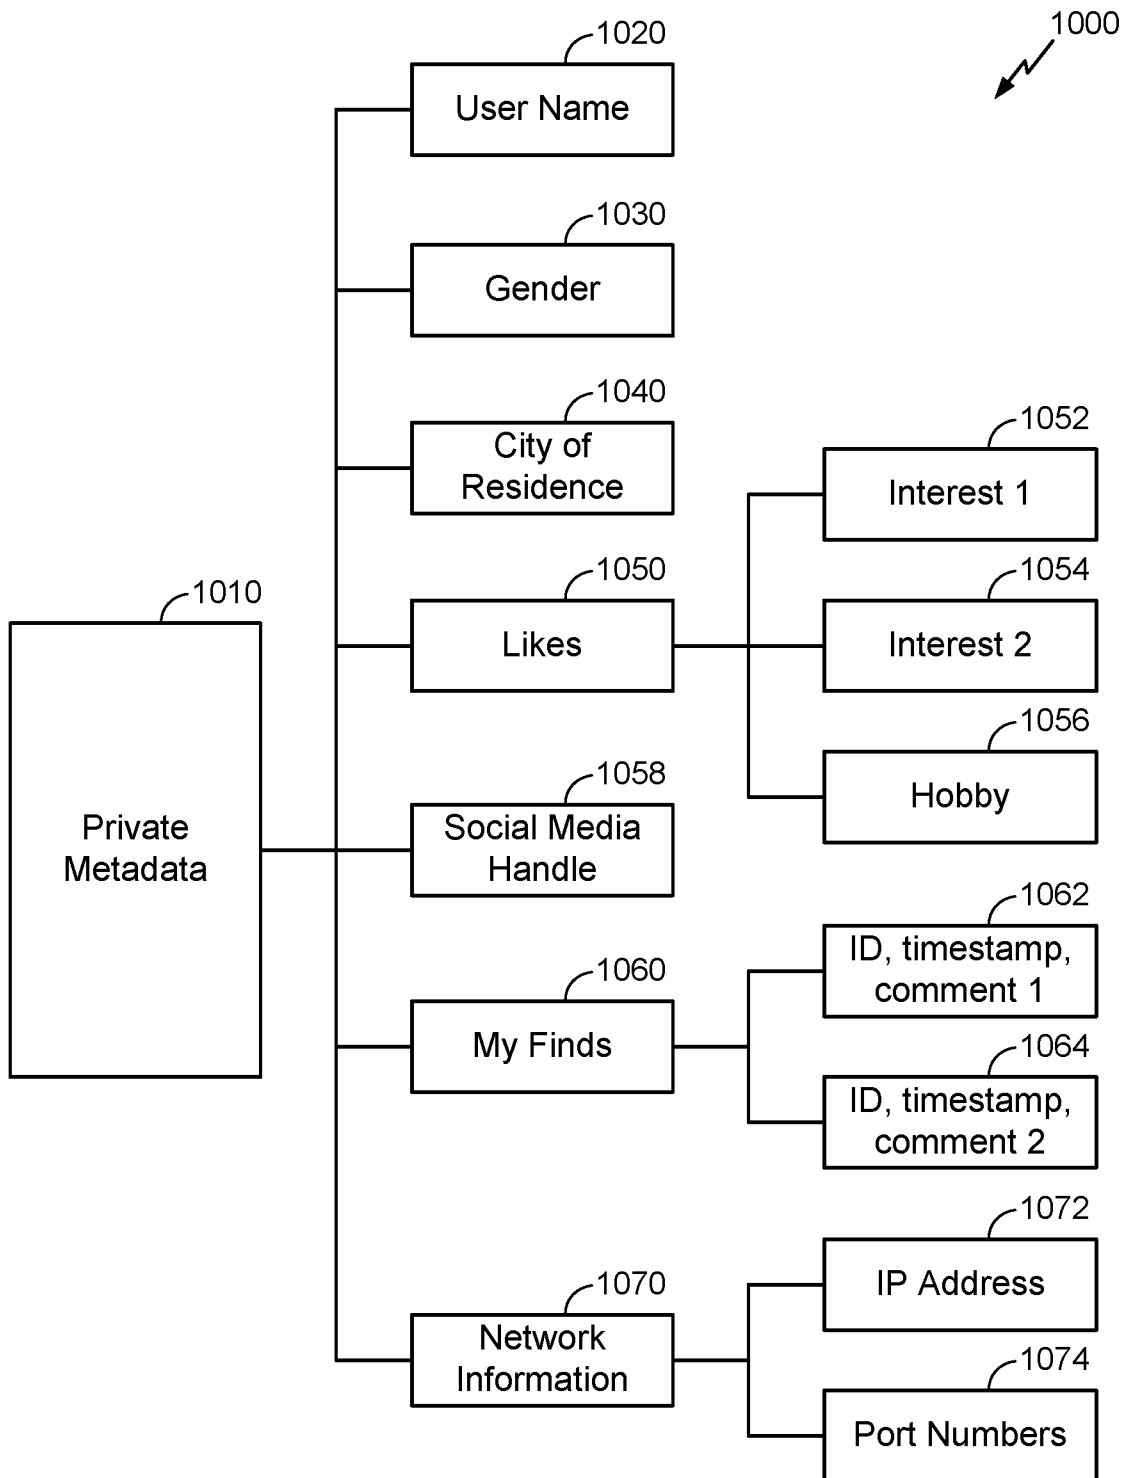 1000
1020
User Name
1030
Gender
1040
City of
Residence
1050
Likes
1052
Interest 1
1054
Interest 2
1056
Hobby
1010
Private
Metadada
1058
Social Media
Handle
1060
My Finds
1062
ID, timestamp,
comment 1
1064
ID, timestamp,
comment 2
1070
Network
Information
1072
IP Address
1074
Port Numbers